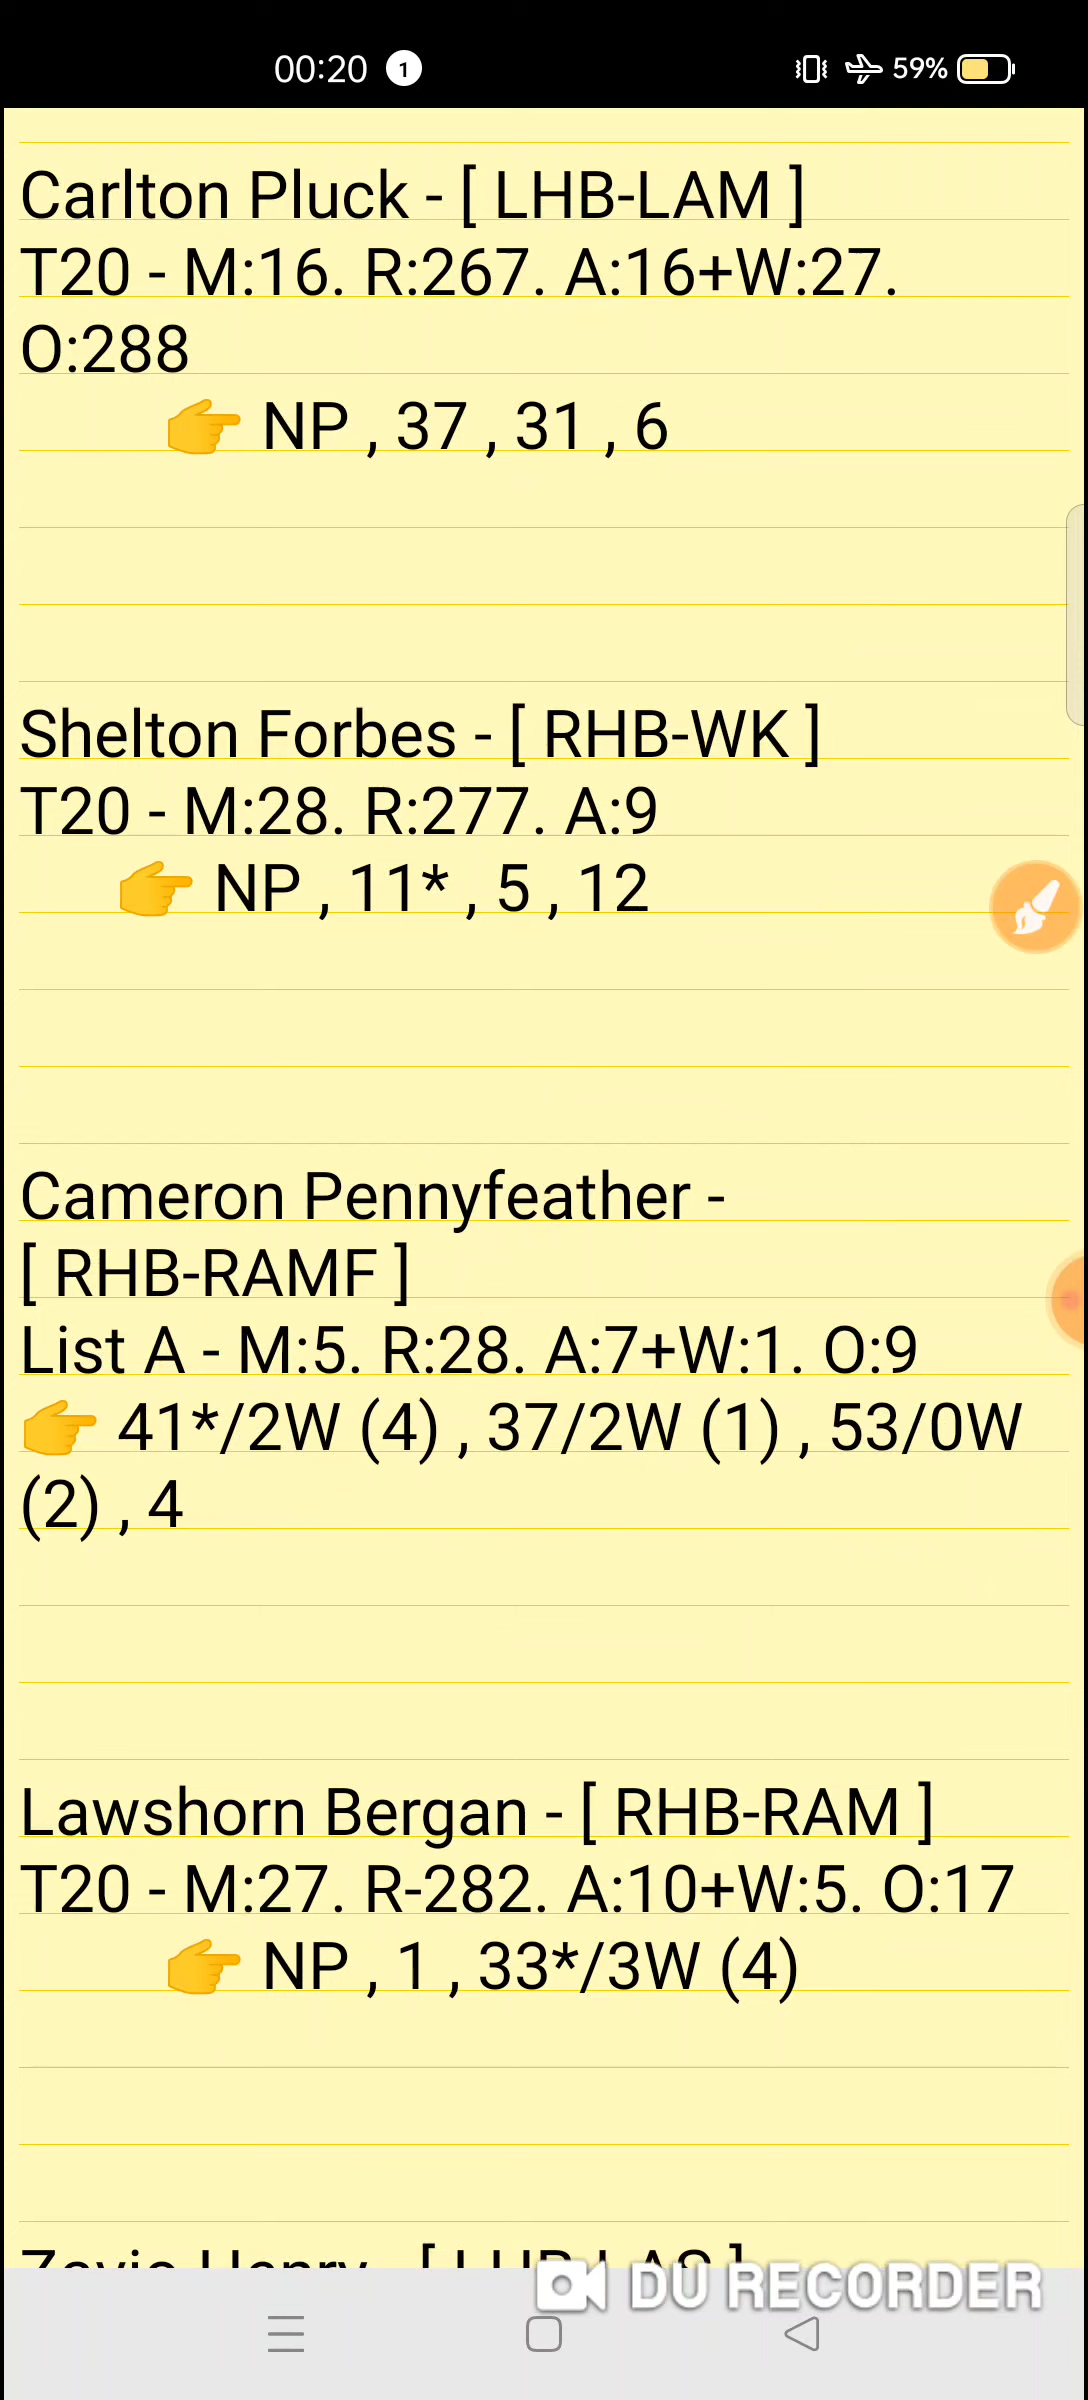 00:20 1 59%
Carlton Pluck - [ LHB-LAM ]
T20 - M:16. R:267. A:16+W:27.
O:288
👉 NP , 37 , 31 , 6
Shelton Forbes - [ RHB-WK ]
T20 - M:28. R:277. A:9
👉 NP , 11* , 5 , 12
Cameron Pennyfeather -
[ RHB-RAMF ]
List A - M:5. R:28. A:7+W:1. O:9
👉 41*/2W (4) , 37/2W (1) , 53/0W
(2) , 4
Lawshorn Bergan - [ RHB-RAM ]
T20 - M:27. R-282. A:10+W:5. O:17
👉 NP , 1 , 33*/3W (4)
DU RECORDER